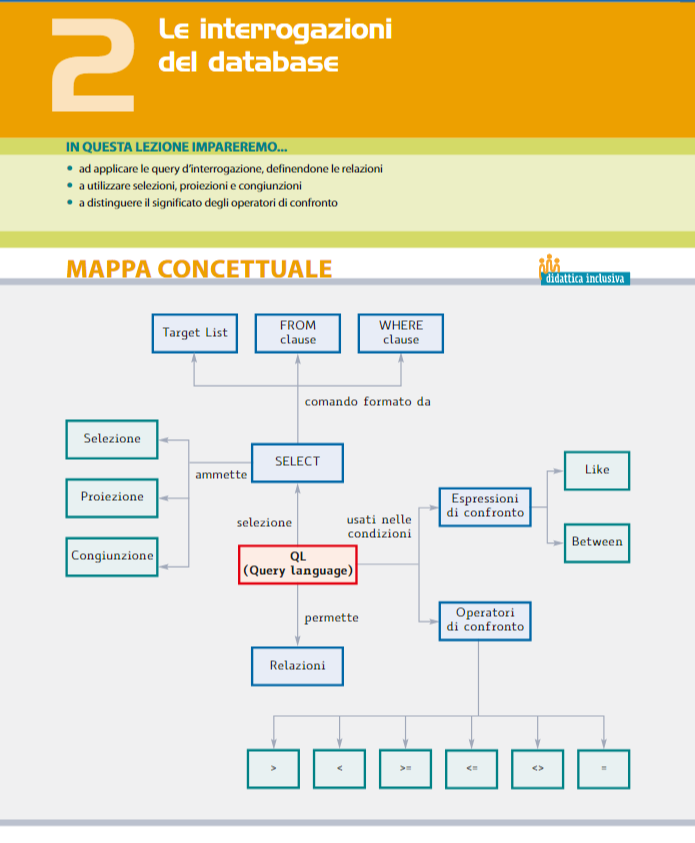 2
Le interrogazioni
del database
IN QUESTA LEZIONE IMPAREREMO...
• ad applicare le query d'interrogazione, definendone le relazioni
• a utilizzare selezioni, proiezioni e congiunzioni
• a distinguere il significato degli operatori di confronto
MAPPA CONCETTUALE
didattica inclusiva
Target List
FROM
clause
WHERE
clause
comando formato da
Selezione
Proiezione
Congiunzione
ammette
SELECT
selezione
usati nelle
condizioni
QL
(Query language)
Espressioni
di confronto
Like
Between
Operatori
di confronto
permette
Relazioni
>
<
>=
<=
<>
=